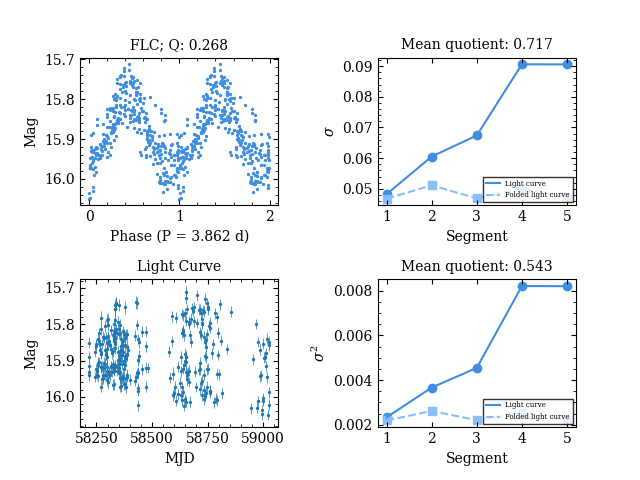 FLC; Q: 0.268
15.7
15.8
15.9
16.0
Mag
0
1
2
Phase (P = 3.862 d)
Mean quotient: 0.717
0.09
0.08
0.07
0.06
0.05
σ
Light curve
Folded light curve
1
2
3
4
5
Segment
Light Curve
15.7
15.8
15.9
16.0
Mag
58250
58500
58750
59000
MJD
Mean quotient: 0.543
0.008
0.006
0.004
0.002
σ²
Light curve
Folded light curve
1
2
3
4
5
Segment